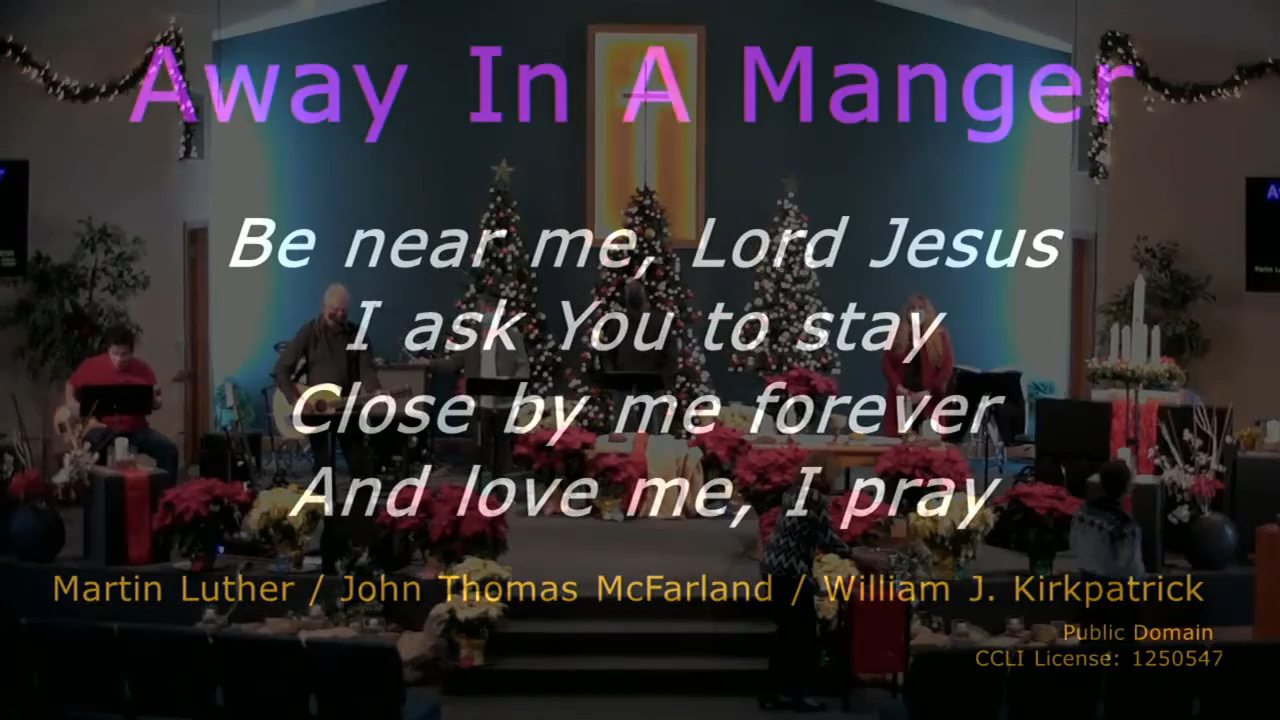 Away In A Manger
Be near me, Lord Jesus
I ask You to stay
Close by me forever
And love me, I pray
Martin Luther / John Thomas McFarland / William J. Kirkpatrick
Public Domain
CCLI License: 1250547